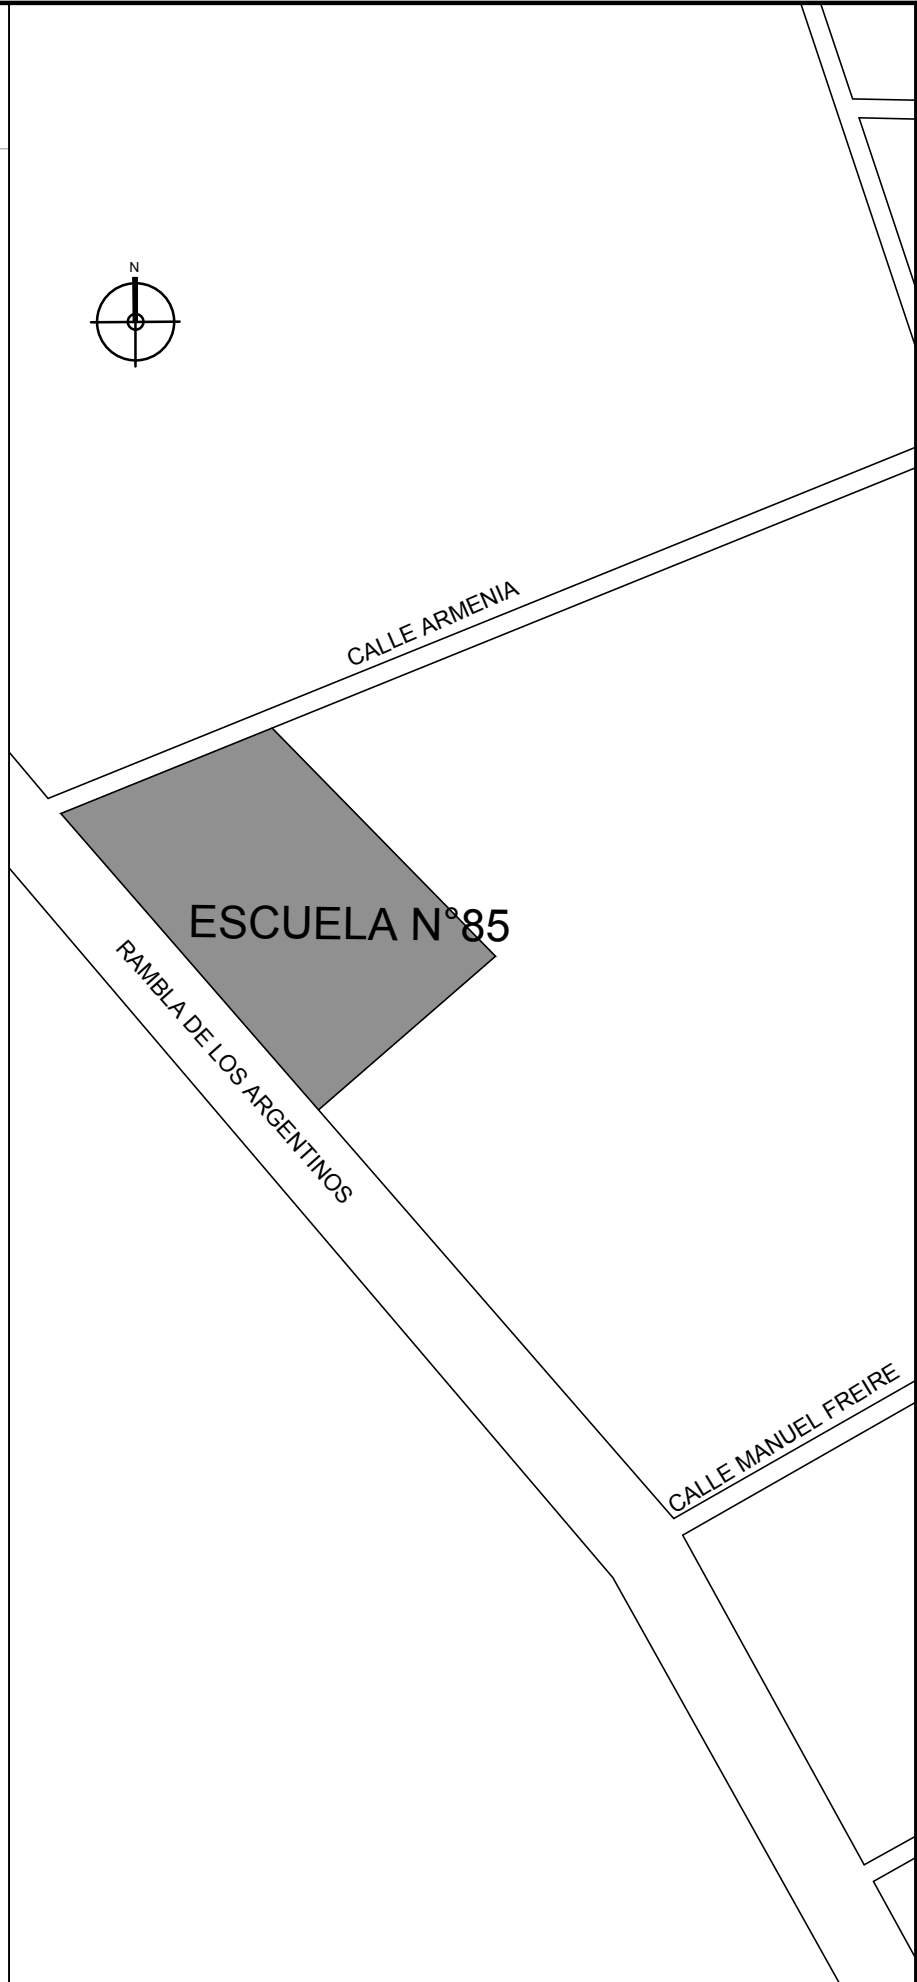 N
CALLE ARMENIA
ESCUELA N°85
RAMBLA DE LOS ARGENTINOS
CALLE MANUEL FREIRE